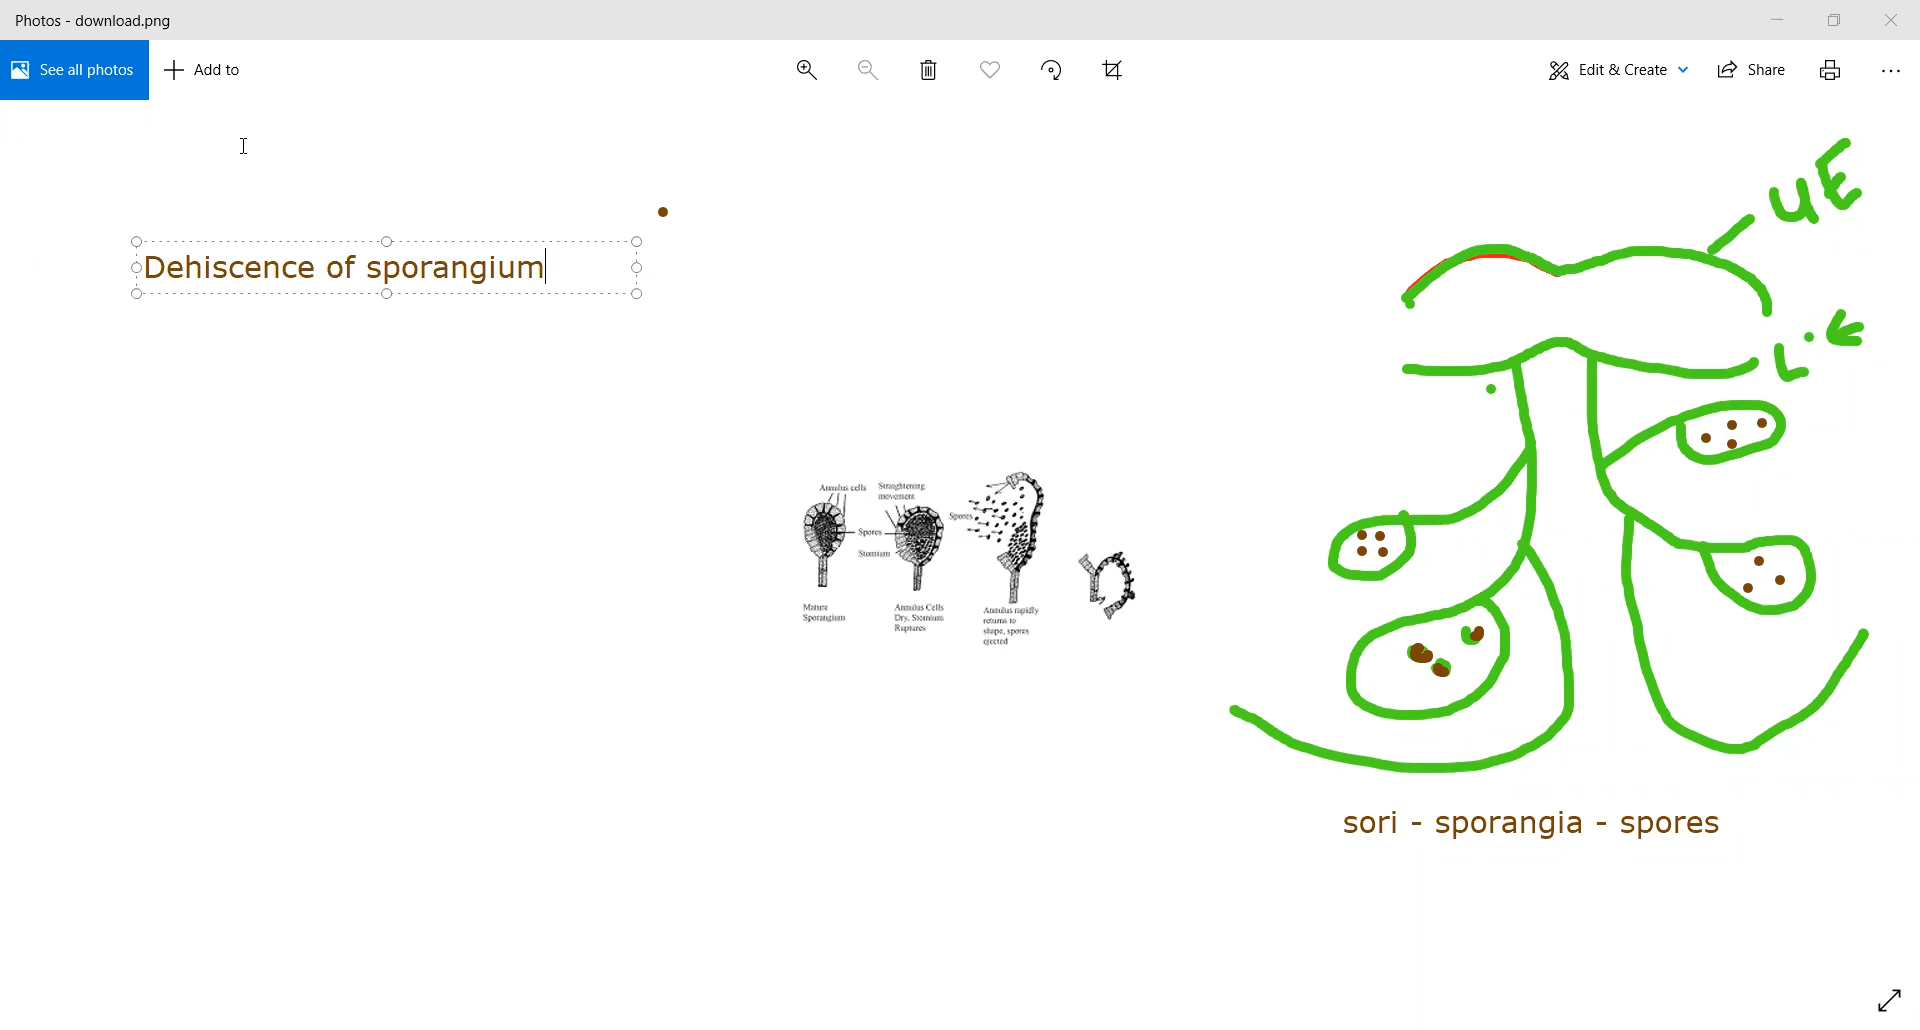 Photos - download.png
See all photos
Add to
Edit & Create
Share
UE
L.E
Dehiscence of sporangium
Annulus cells
Straightening
movement
Spores
Spores
Stomium
Mature
Sporangium
Annulus Cells
Dry, Stomium
Ruptures
Annulus rapidly
returns to
shape, spores
ejected
sori - sporangia - spores